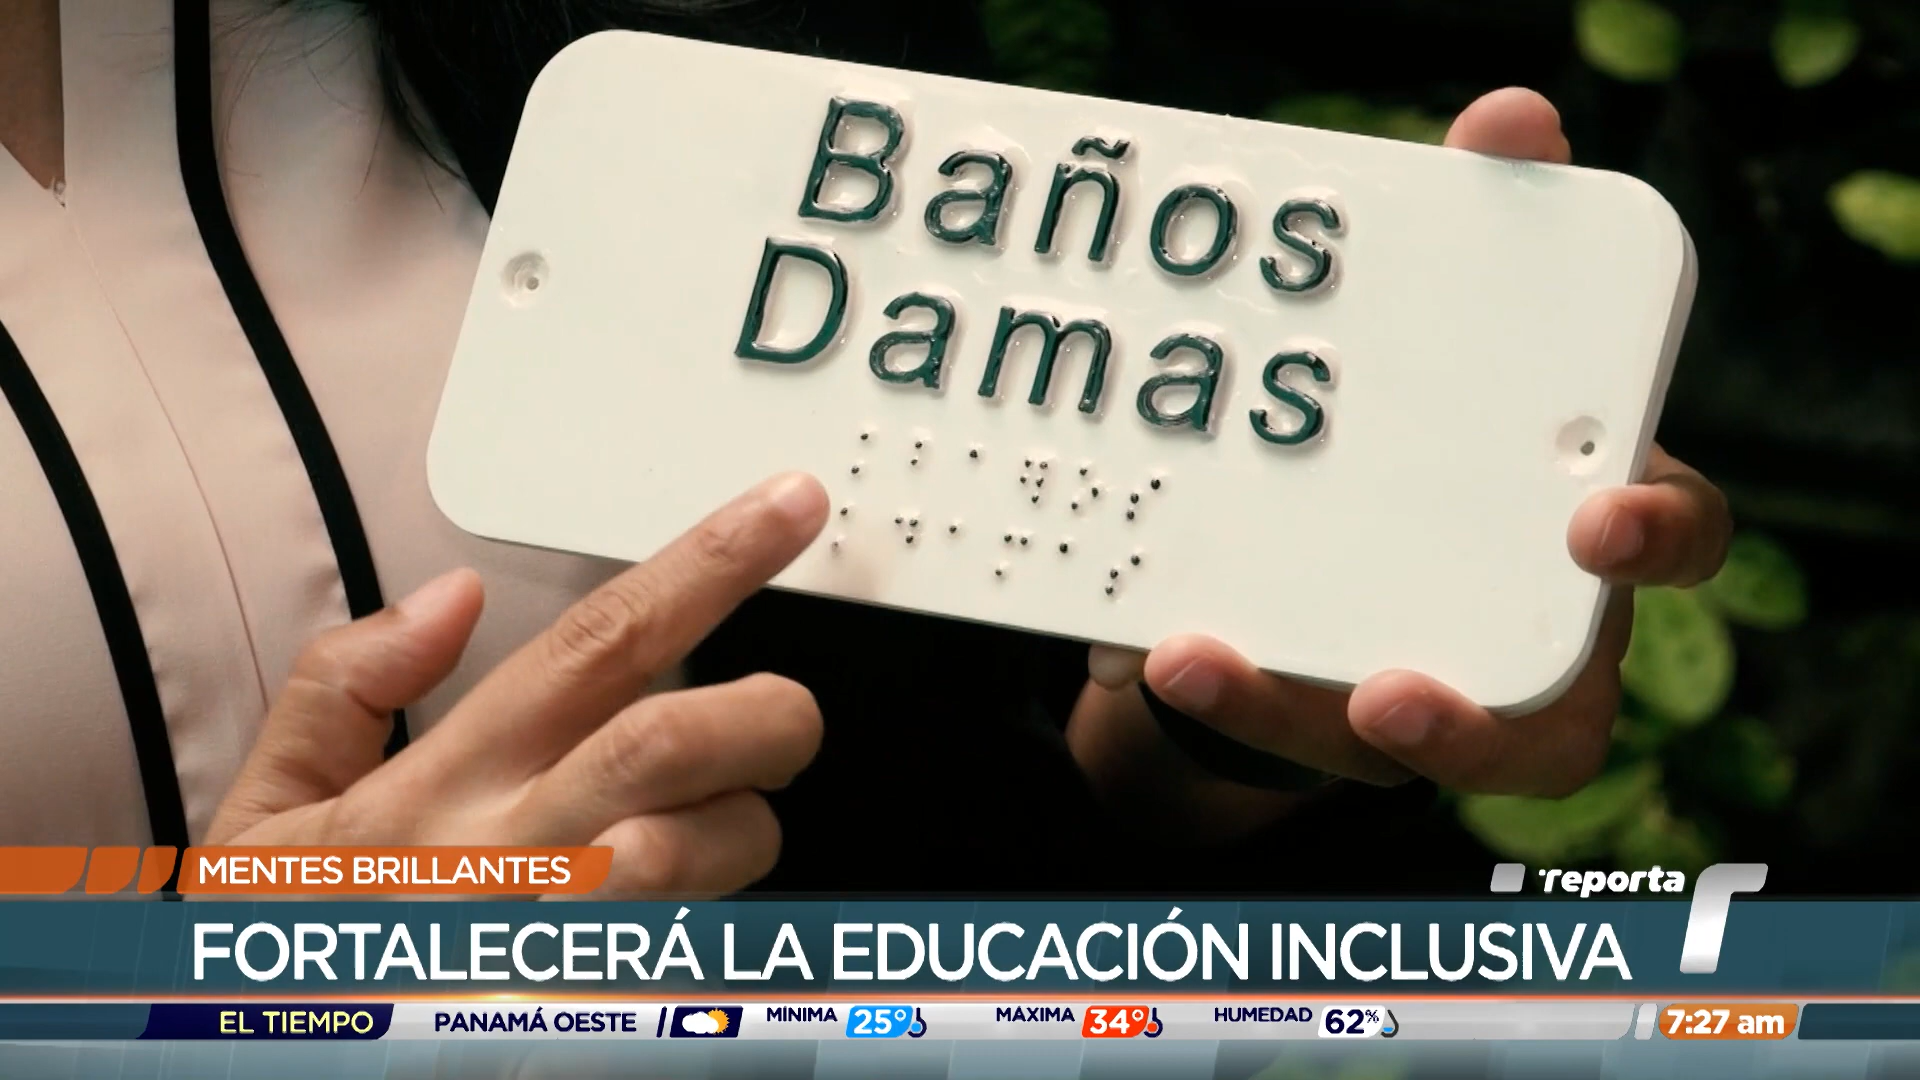 Baños
Damas
MENTES BRILLANTES
reporta
FORTALECERÁ LA EDUCACIÓN INCLUSIVA
EL TIEMPO PANAMÁ OESTE MÍNIMA 25° MÁXIMA 34° HUMEDAD 62% 7:27 am